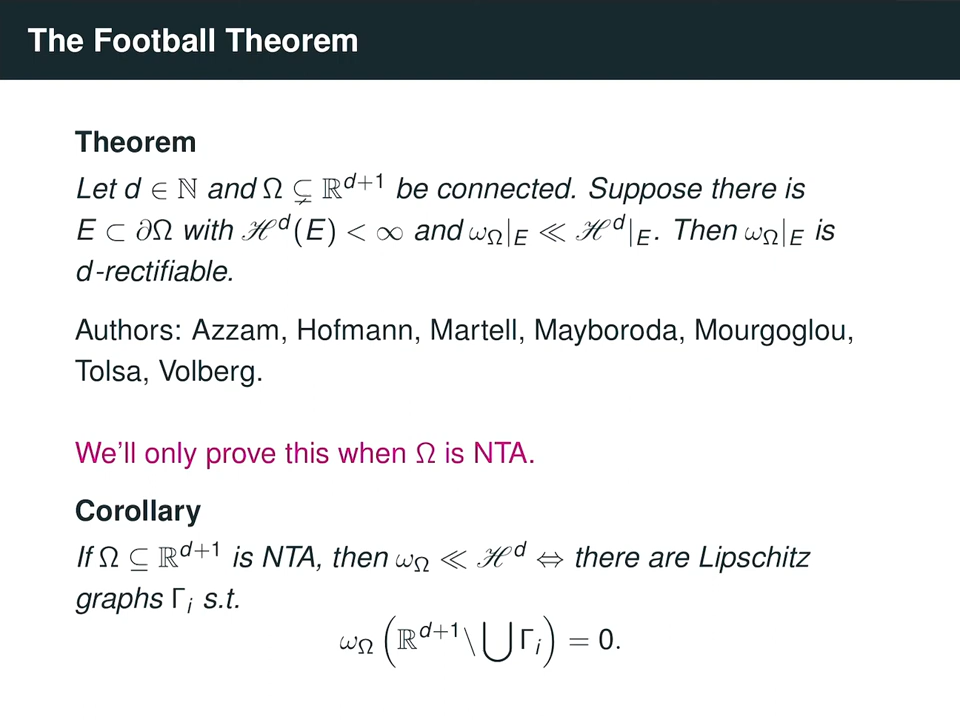 The Football Theorem
Theorem
Let d ∈ ℕ and Ω ⊊ ℝ^{d+1} be connected. Suppose there is
E ⊂ ∂Ω with ℋ^d(E) < ∞ and ω_Ω|_E ≪ ℋ^d|_E. Then ω_Ω|_E is
d-rectifiable.
Authors: Azzam, Hofmann, Martell, Mayboroda, Mourgoglou,
Tolsa, Volberg.
We'll only prove this when Ω is NTA.
Corollary
If Ω ⊆ ℝ^{d+1} is NTA, then ω_Ω ≪ ℋ^d ⇔ there are Lipschitz
graphs Γ_i s.t.
ω_Ω (ℝ^{d+1}\⋃Γ_i) = 0.